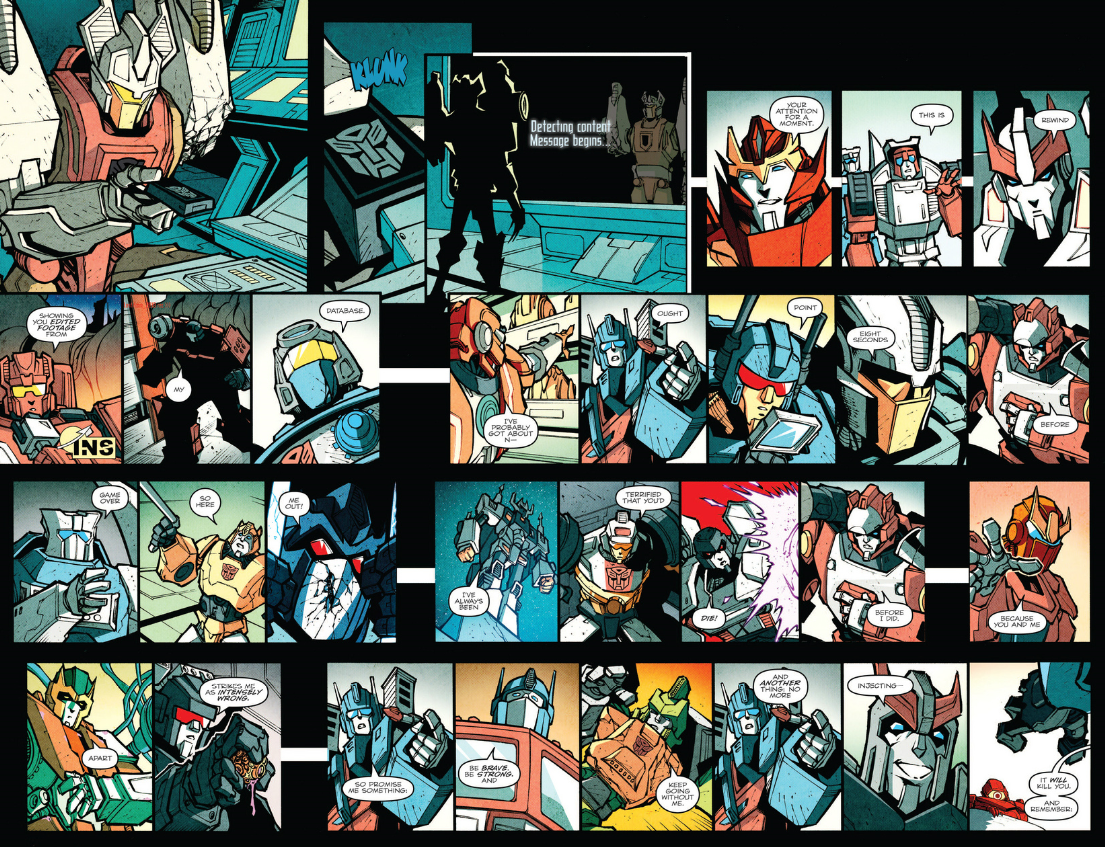 KLUNK
Detecting content
Message begins...
YOUR
ATTENTION
FOR A
MOMENT.
THIS IS
REWIND
SHOWING
YOU EDITED
FOOTAGE
FROM
INS
MY
DATABASE.
I'VE
PROBABLY
GOT ABOUT
N—
OUGHT
POINT
EIGHT
SECONDS
BEFORE
GAME
OVER
SO
HERE
ME
OUT!
I'VE
ALWAYS
BEEN
TERRIFIED
THAT YOU'D
DIE!
BEFORE
I DID.
BECAUSE
YOU AND ME
APART
STRIKES ME
AS INTENSELY
WRONG.
SO PROMISE
ME SOMETHING:
BE BRAVE.
BE STRONG.
AND
KEEP
GOING
WITHOUT
ME.
AND
ANOTHER
THING: NO
MORE
INJECTING—
IT WILL
KILL YOU.
AND
REMEMBER: